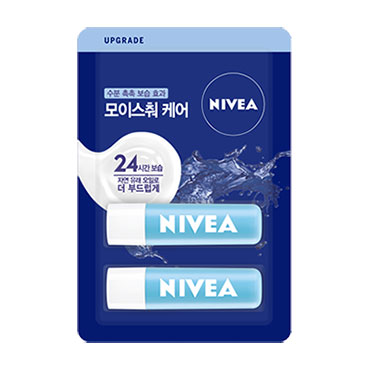 UPGRADE
수분 촉촉 보습 효과
모이스춰 케어
NIVEA
24시간 보습
자연 유래 오일로
더 부드럽게
NIVEA
NIVEA